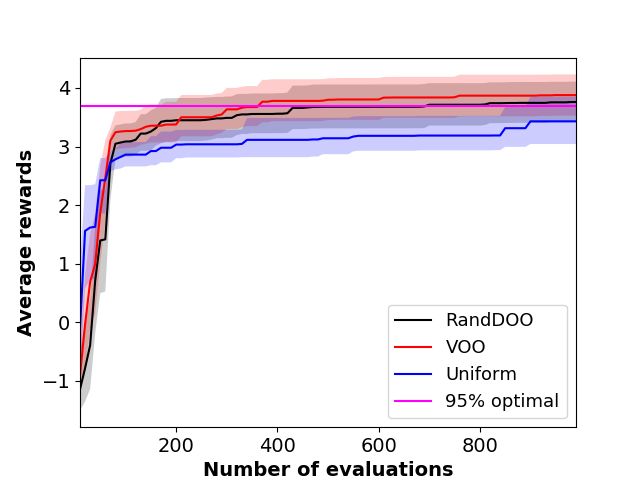 4
3
2
1
0
−1
Average rewards
200
400
600
800
Number of evaluations
RandDOO
VOO
Uniform
95% optimal